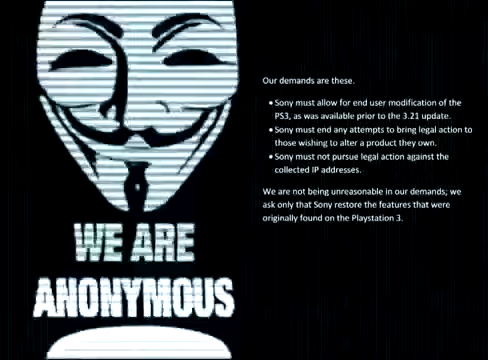 Our demands are these.
• Sony must allow for end user modification of the
PS3, as was available prior to the 3.21 update.
• Sony must end any attempts to bring legal action to
those wishing to alter a product they own.
• Sony must not pursue legal action against the
collected IP addresses.
We are not being unreasonable in our demands; we
ask only that Sony restore the features that were
originally found on the Playstation 3.
WE ARE
ANONYMOUS